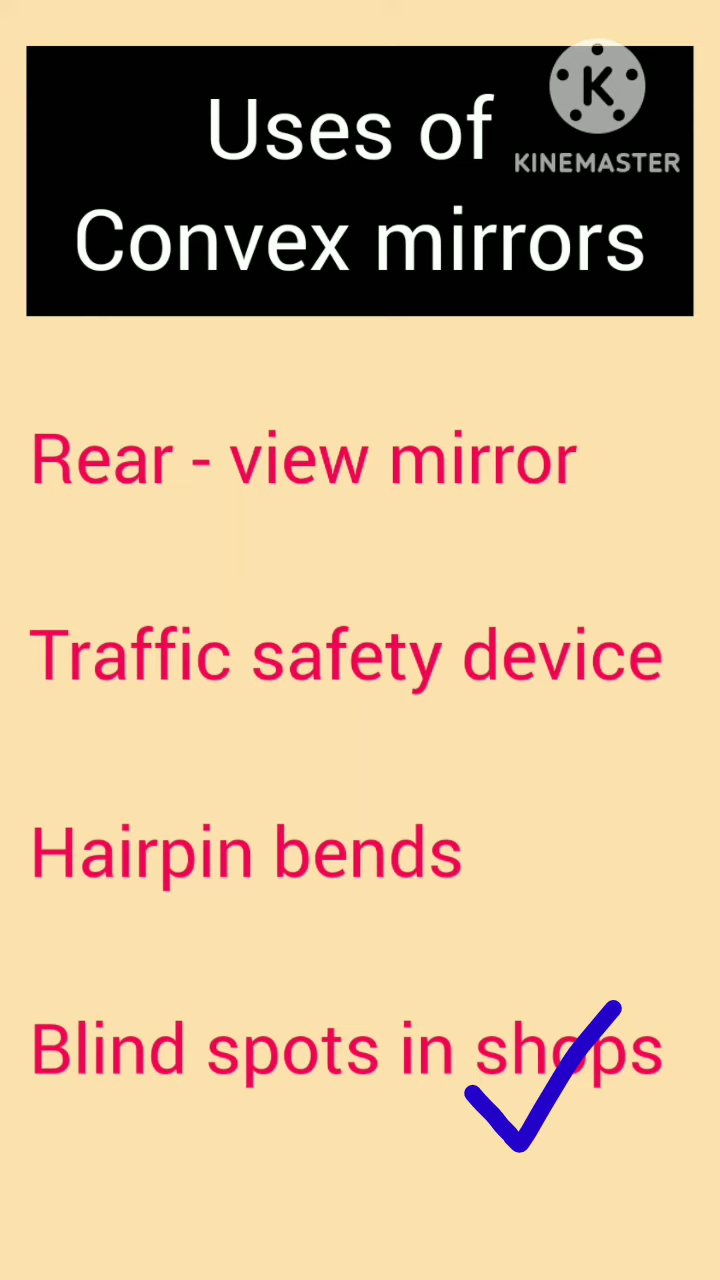 Uses of
KINEMASTER
Convex mirrors
Rear - view mirror
Traffic safety device
Hairpin bends
Blind spots in shops